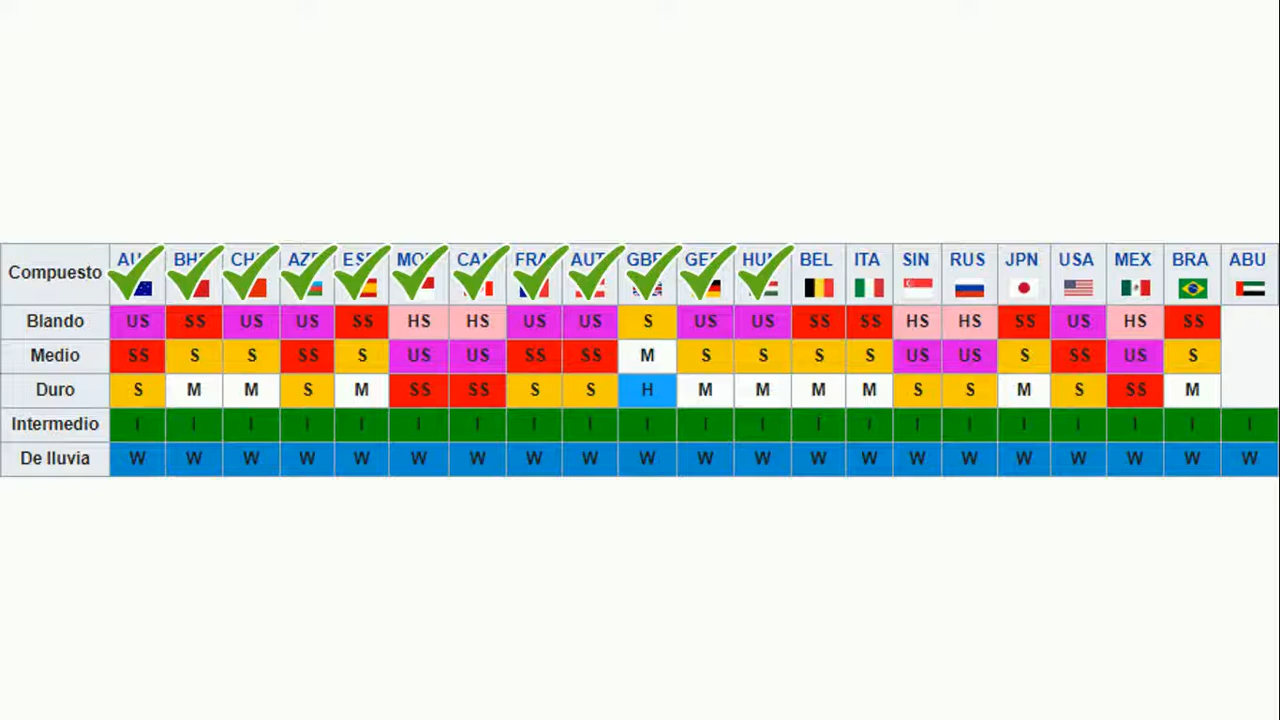 Compuesto BEL ITA SIN RUS JPN USA MEX BRA ABU
Blando US SS US US SS HS HS US US S US US SS SS HS HS SS US HS SS
Medio SS S S SS S US US SS SS M S S S S US US S SS US S
Duro S M M S M SS SS S S H M M M M S S M S SS M
Intermedio I I I I I I I I I I I I I I I I I I I I I
De lluvia W W W W W W W W W W W W W W W W W W W W W